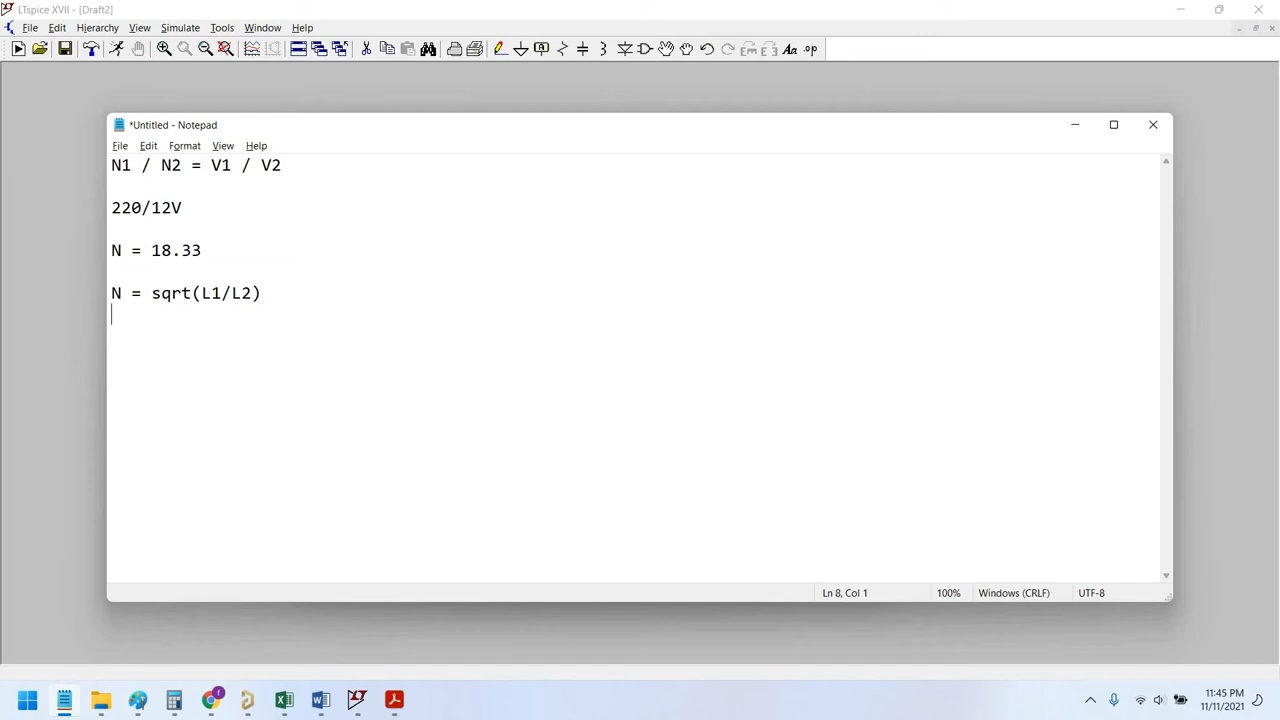 LTspice XVII - [Draft2]
File Edit Hierarchy View Simulate Tools Window Help
*Untitled - Notepad
File Edit Format View Help
N1 / N2 = V1 / V2
220/12V
N = 18.33
N = sqrt(L1/L2)
Ln 8, Col 1 100% Windows (CRLF) UTF-8
11:45 PM
11/11/2021